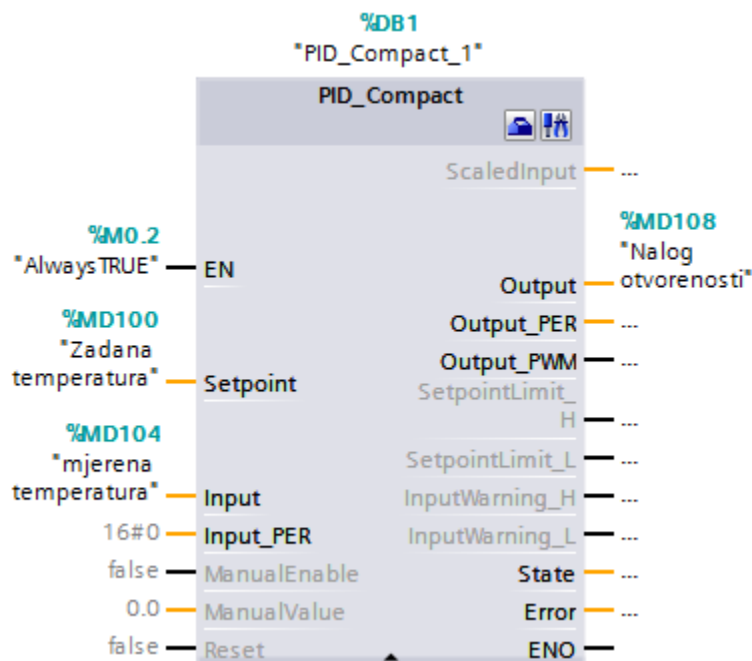 %DB1
"PID_Compact_1"
PID_Compact
ScaledInput
...
%M0.2
"AlwaysTRUE"
EN
%MD108
"Nalog
otvorenosti"
Output
Output_PER
...
%MD100
"Zadana
temperatura"
Setpoint
Output_PWM
...
SetpointLimit_
H
...
%MD104
"mjerena
temperatura"
Input
SetpointLimit_L
...
InputWarning_H
...
16#0
Input_PER
InputWarning_L
...
false
ManualEnable
State
...
0.0
ManualValue
Error
...
false
Reset
ENO